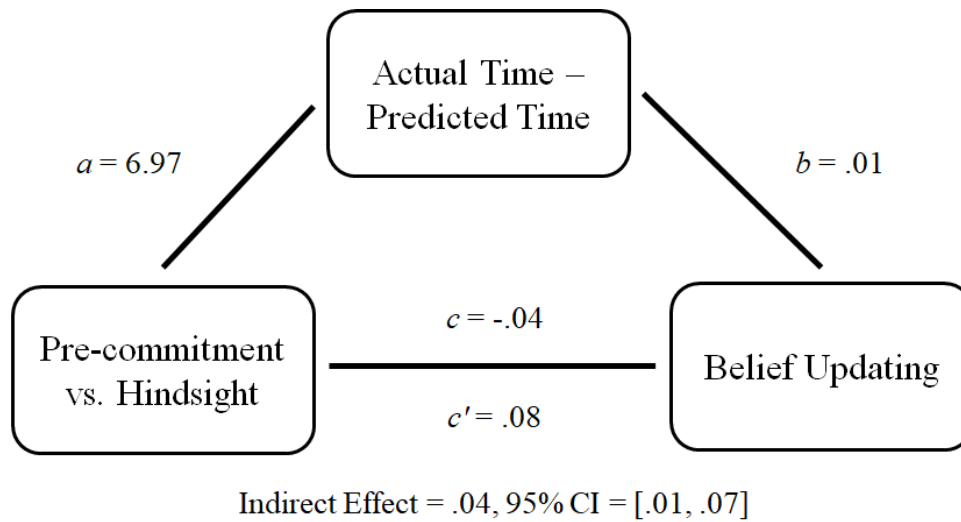 Actual Time –
Predicted Time
a = 6.97
b = .01
Pre-commitment
vs. Hindsight
c = -.04
c' = .08
Belief Updating
Indirect Effect = .04, 95% CI = [.01, .07]